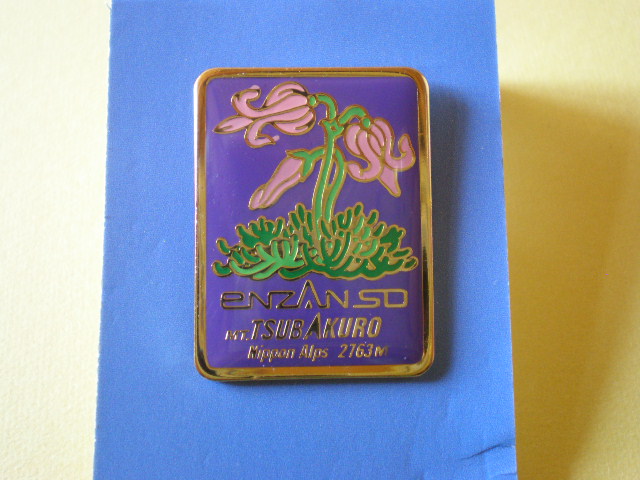 enzAnso
MT. TSUBAKURO
Nippon Alps 2763M